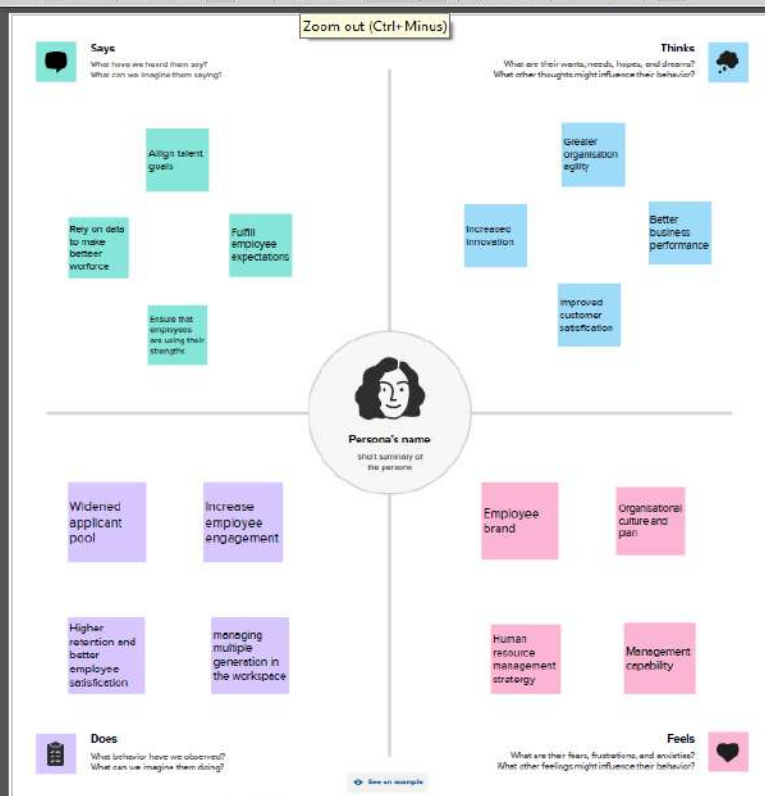 Zoom out (Ctrl+ Minus)
Says
What have we heard them say?
What can we imagine them saying?
Thinks
What are their wants, needs, hopes, and dreams?
What other thoughts might influence their behavior?
Allign talent
goals
Rely on data
to make
betteer
worforce
Fulfill
employee
expectations
Ensure that
employees
are using their
strengths
Greater
organisation
agility
Increased
Innovation
Better
business
performance
Improved
customer
satisfication
Persona's name
Short summary of
the persona
Widened
applicant
pool
Increase
employee
engagement
Higher
retention and
better
employee
satisfication
managing
multiple
generation in
the workspace
Employee
brand
Organisational
culture and
plan
Human
resource
management
stratergy
Management
capability
Does
What behavior have we observed?
What can we imagine them doing?
Feels
What are their fears, frustrations, and anxieties?
What other feelings might influence their behavior?
See an example